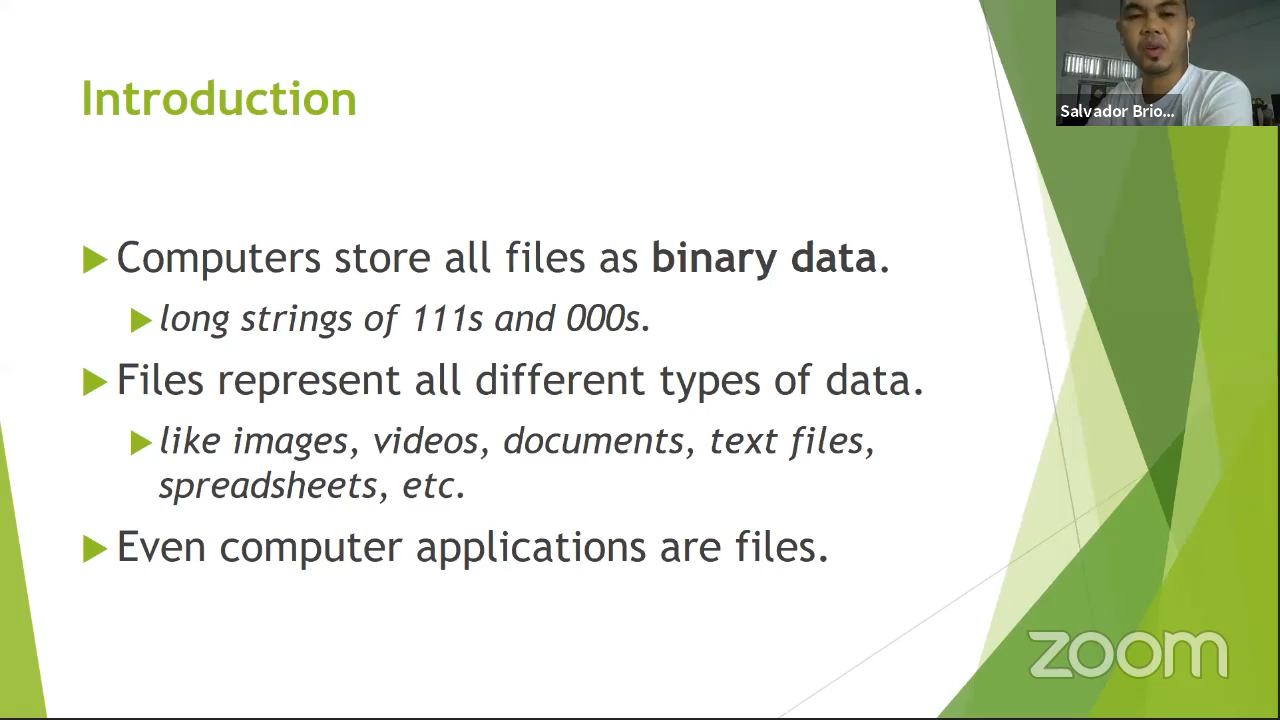 Introduction
Salvador Brio...
Computers store all files as binary data.
long strings of 111s and 000s.
Files represent all different types of data.
like images, videos, documents, text files,
spreadsheets, etc.
Even computer applications are files.
zoom